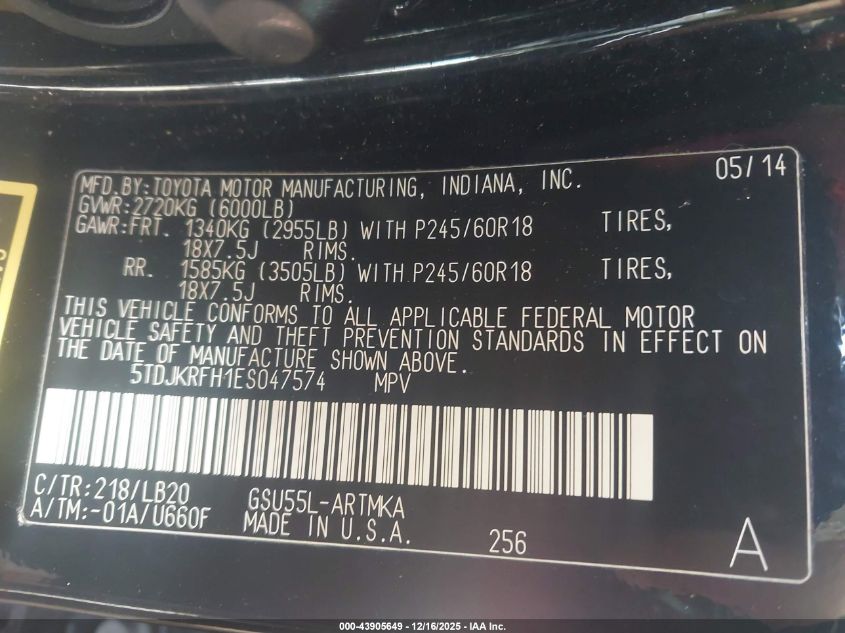 05/14
MFD.BY:TOYOTA MOTOR MANUFACTURING, INDIANA, INC.
GVWR:2720KG (6000LB)
GAWR:FRT. 1340KG (2955LB) WITH P245/60R18 TIRES,
18X7.5J RIMS.
RR. 1585KG (3505LB) WITH P245/60R18 TIRES,
18X7.5J RIMS.
THIS VEHICLE CONFORMS TO ALL APPLICABLE FEDERAL MOTOR
VEHICLE SAFETY AND THEFT PREVENTION STANDARDS IN EFFECT ON
THE DATE OF MANUFACTURE SHOWN ABOVE.
5TDJKRFH1ES047574 MPV
C/TR:218/LB20 GSU55L-ARTMKA
A/TM:-01A/U660F MADE IN U.S.A. 256 A
000-43905649 - 12/16/2025 - IAA Inc.